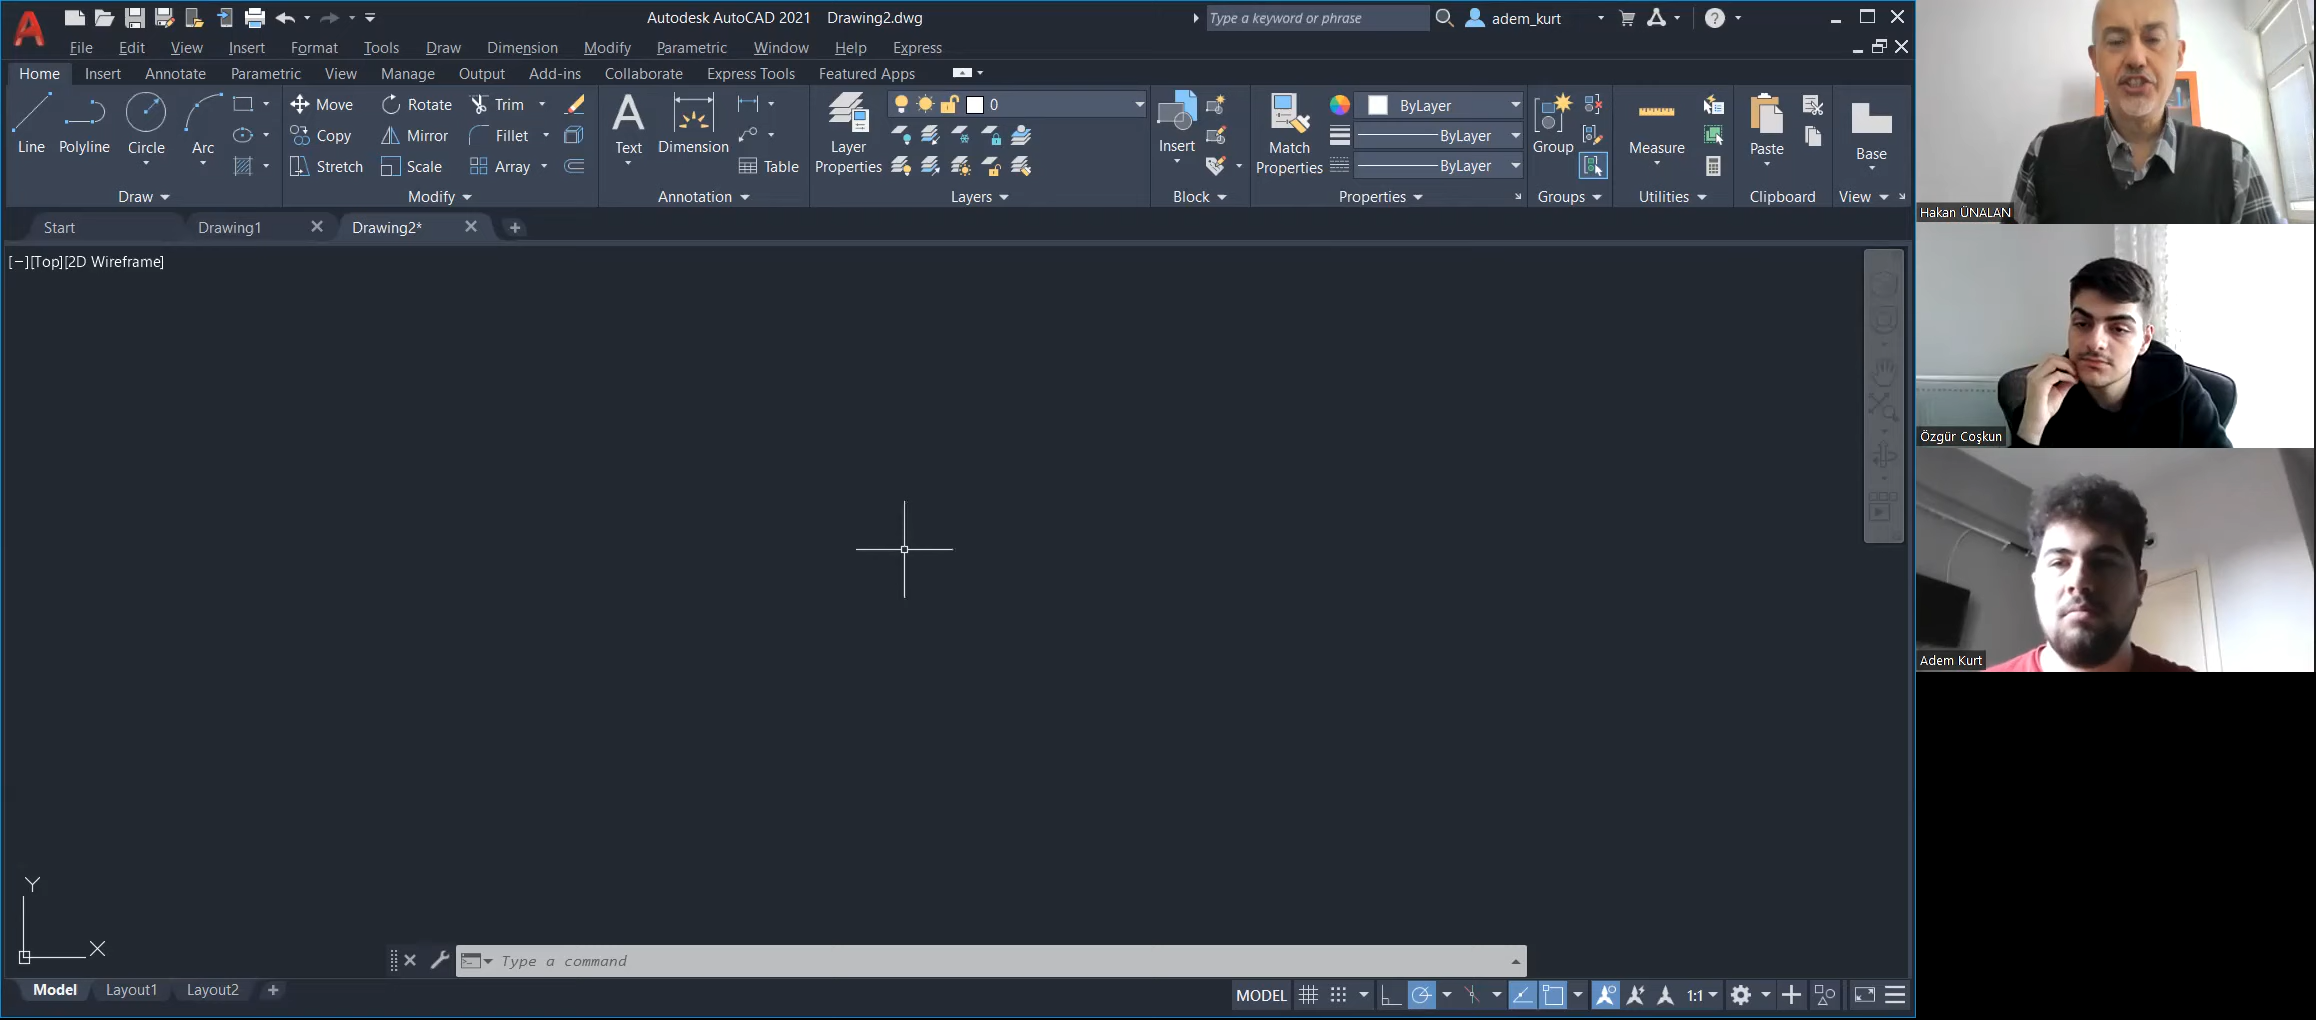 Autodesk AutoCAD 2021 Drawing2.dwg
Type a keyword or phrase
adem_kurt
File Edit View Insert Format Tools Draw Dimension Modify Parametric Window Help Express
Home Insert Annotate Parametric View Manage Output Add-ins Collaborate Express Tools Featured Apps
Line Polyline Circle Arc
Move Rotate Trim
Copy Mirror Fillet
Stretch Scale Array
Text Dimension Table
Layer Properties
0
Insert
Match Properties
ByLayer
ByLayer
ByLayer
Group
Measure
Paste
Base
Draw Modify Annotation Layers Block Properties Groups Utilities Clipboard View
Start Drawing1 Drawing2*
[−][Top][2D Wireframe]
Hakan ÜNALAN
Özgür Coşkun
Adem Kurt
Y
X
Type a command
Model Layout1 Layout2
MODEL 1:1